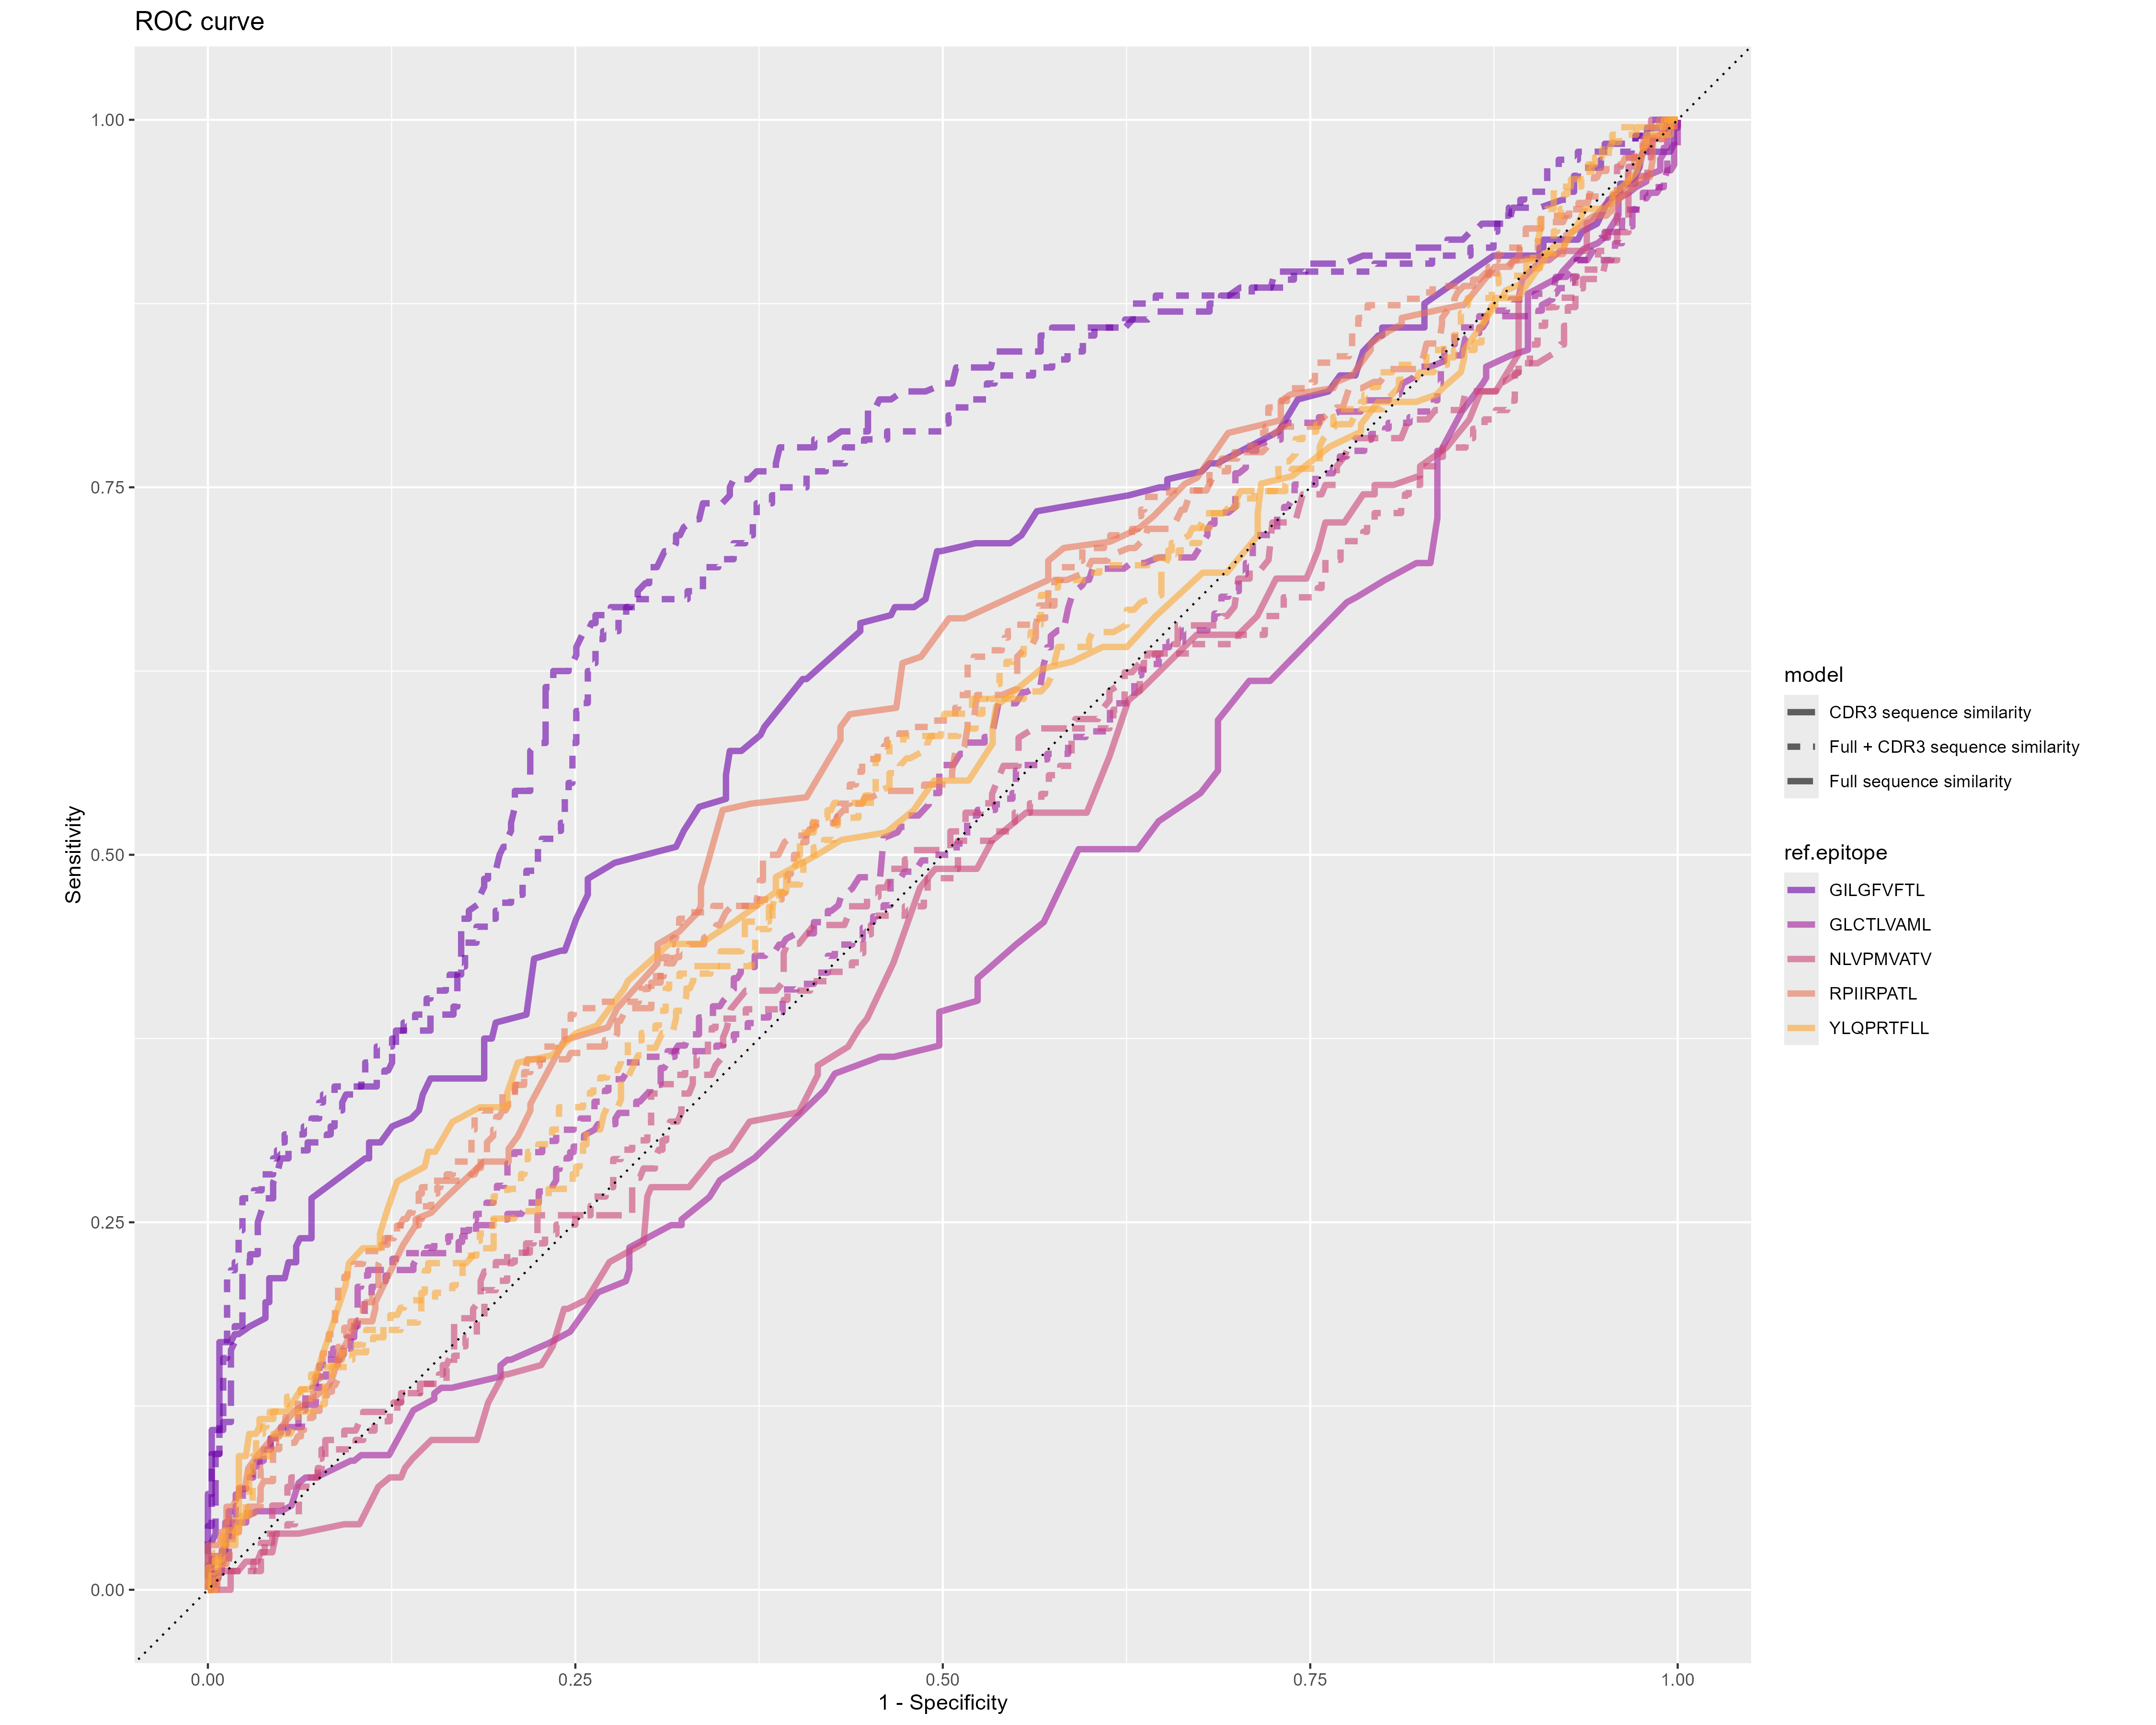 ROC curve
1.00
0.75
0.50
0.25
0.00
Sensitivity
0.00 0.25 0.50 0.75 1.00
1 - Specificity
model
CDR3 sequence similarity
Full + CDR3 sequence similarity
Full sequence similarity
ref.epitope
GILGFVFTL
GLCTLVAML
NLVPMVATV
RPIIRPATL
YLQPRTFLL